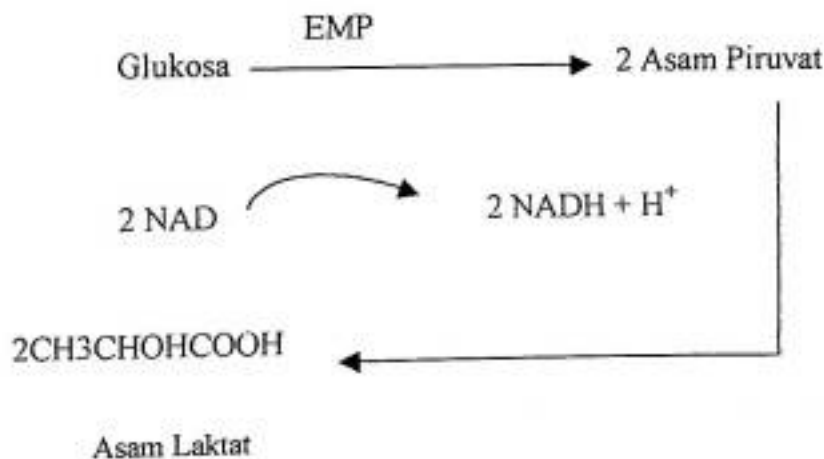 EMP
Glukosa 2 Asam Piruvat
2 NAD 2 NADH + H⁺
2CH3CHOHCOOH
Asam Laktat